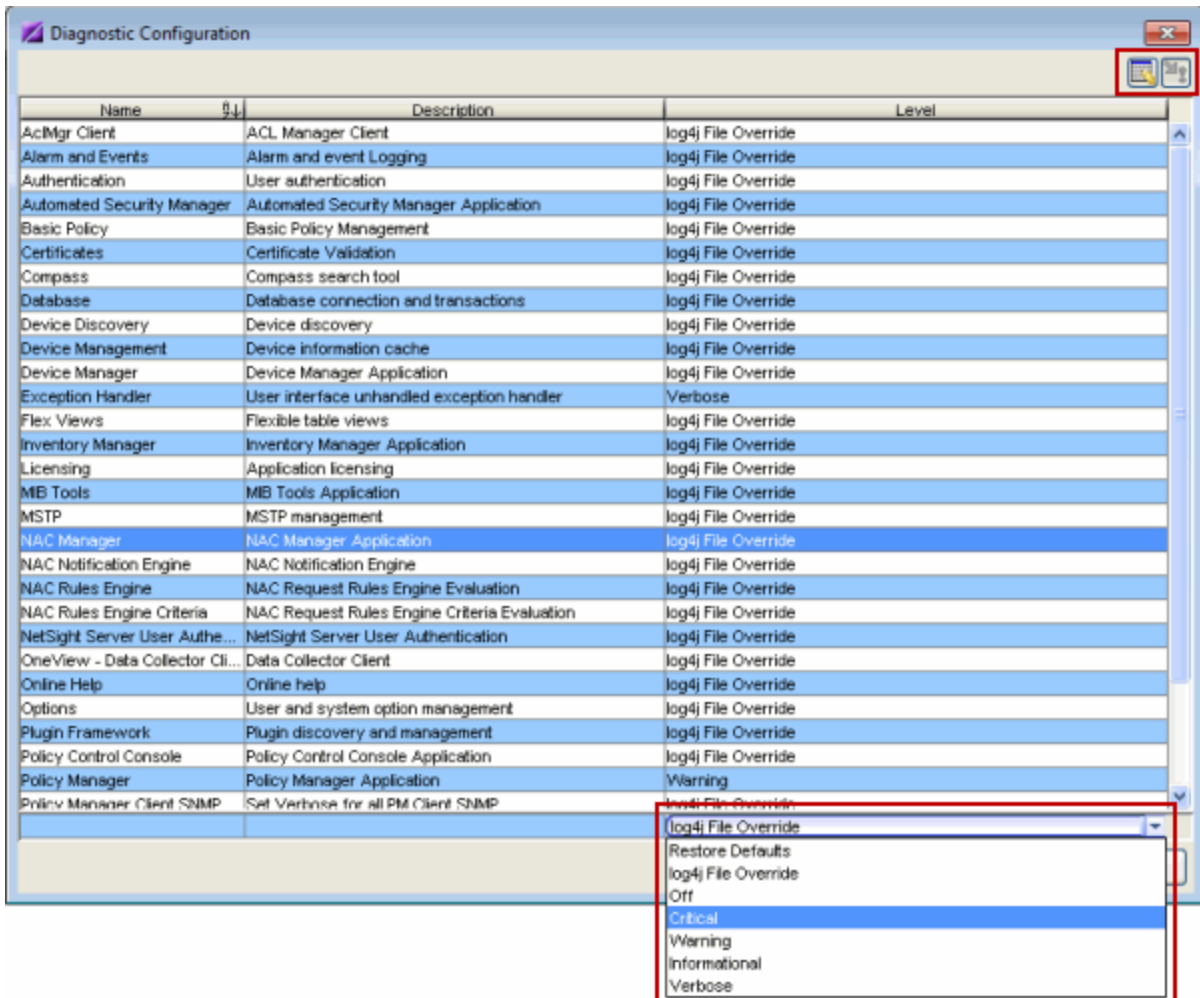 Diagnostic Configuration
Name Description Level
AclMgr Client ACL Manager Client log4j File Override
Alarm and Events Alarm and event Logging log4j File Override
Authentication User authentication log4j File Override
Automated Security Manager Automated Security Manager Application log4j File Override
Basic Policy Basic Policy Management log4j File Override
Certificates Certificate Validation log4j File Override
Compass Compass search tool log4j File Override
Database Database connection and transactions log4j File Override
Device Discovery Device discovery log4j File Override
Device Management Device information cache log4j File Override
Device Manager Device Manager Application log4j File Override
Exception Handler User interface unhandled exception handler Verbose
Flex Views Flexible table views log4j File Override
Inventory Manager Inventory Manager Application log4j File Override
Licensing Application licensing log4j File Override
MIB Tools MIB Tools Application log4j File Override
MSTP MSTP management log4j File Override
NAC Manager NAC Manager Application log4j File Override
NAC Notification Engine NAC Notification Engine log4j File Override
NAC Rules Engine NAC Request Rules Engine Evaluation log4j File Override
NAC Rules Engine Criteria NAC Request Rules Engine Criteria Evaluation log4j File Override
NetSight Server User Authe... NetSight Server User Authentication log4j File Override
OneView - Data Collector Cli... Data Collector Client log4j File Override
Online Help Online help log4j File Override
Options User and system option management log4j File Override
Plugin Framework Plugin discovery and management log4j File Override
Policy Control Console Policy Control Console Application log4j File Override
Policy Manager Policy Manager Application Warning
Policy Manager Client SNMP Set Verbose for all PM Client SNMP log4j File Override
log4j File Override
Restore Defaults
log4j File Override
Off
Critical
Warning
Informational
Verbose